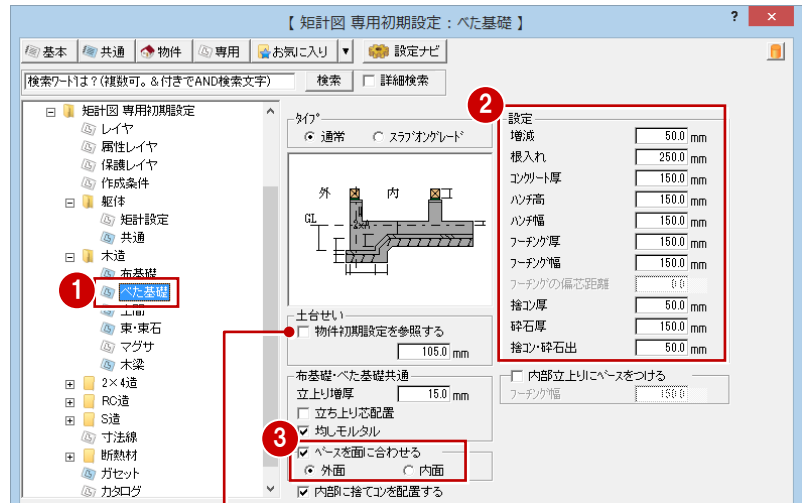 【 矩計図 専用初期設定：べた基礎 】
? ×
基本 共通 物件 専用 お気に入り ▼ 設定ナビ
検索ワードは？(複数可。&付きでAND検索文字) 検索 詳細検索
矩計図 専用初期設定
レイヤ
属性レイヤ
保護レイヤ
作成条件
躯体
矩計設定
共通
木造
布基礎
1 べた基礎
土間
束・束石
マグサ
木梁
2×4造
RC造
S造
寸法線
断熱材
ガセット
カタログ
タイプ
通常 スラブオングレード
外 内
GL
土台せい
物件初期設定を参照する
105.0 mm
布基礎・べた基礎共通
立上り増厚 15.0 mm
立ち上り芯配置
均しモルタル
3
ベースを面に合わせる
外面 内面
内部に捨てコンを配置する
2
設定
増減 50.0 mm
根入れ 250.0 mm
コンクリート厚 150.0 mm
ハンチ高 150.0 mm
ハンチ幅 150.0 mm
フーチング厚 150.0 mm
フーチング幅 150.0 mm
フーチングの偏芯距離 0.0 mm
捨コン厚 50.0 mm
砕石厚 150.0 mm
捨コン・砕石出 50.0 mm
内部立上りにベースをつける
フーチング幅 150.0 mm